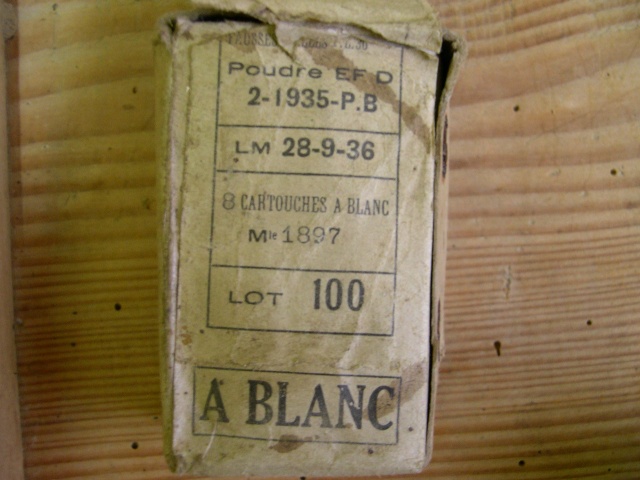 Poudre EF D
2-1935-P.B
LM 28-9-36
8 CARTOUCHES A BLANC
Mle 1897
LOT 100
A BLANC